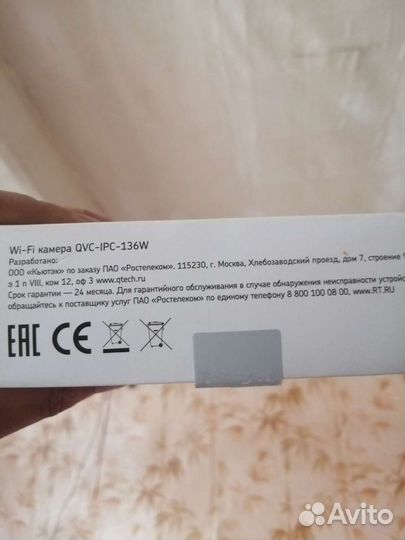 Wi-Fi камера QVC-IPC-136W
Разработано:
ООО «Кьютэк» по заказу ПАО «Ростелеком». 115230, г. Москва, Хлебозаводский проезд, дом 7, строение
э 1 п VIII, ком 12, оф 3 www.qtech.ru
Срок гарантии — 24 месяца. Для гарантийного обслуживания в случае обнаружения неисправности
обращайтесь к поставщику услуг ПАО «Ростелеком» по единому телефону 8 800 100 08 00, www.RT.RU
EAC CE
Avito